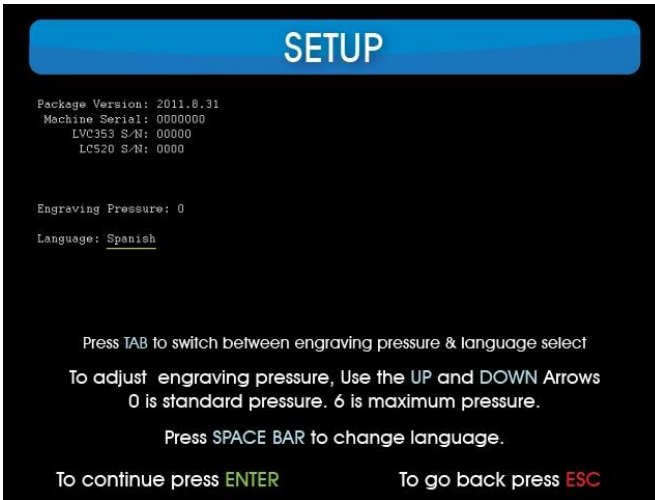 SETUP
Package Version: 2011.8.31
Machine Serial: 0000000
LVC353 S/N: 00000
LC520 S/N: 0000
Engraving Pressure: 0
Language: Spanish
Press TAB to switch between engraving pressure & language select
To adjust engraving pressure, Use the UP and DOWN Arrows
0 is standard pressure. 6 is maximum pressure.
Press SPACE BAR to change language.
To continue press ENTER To go back press ESC